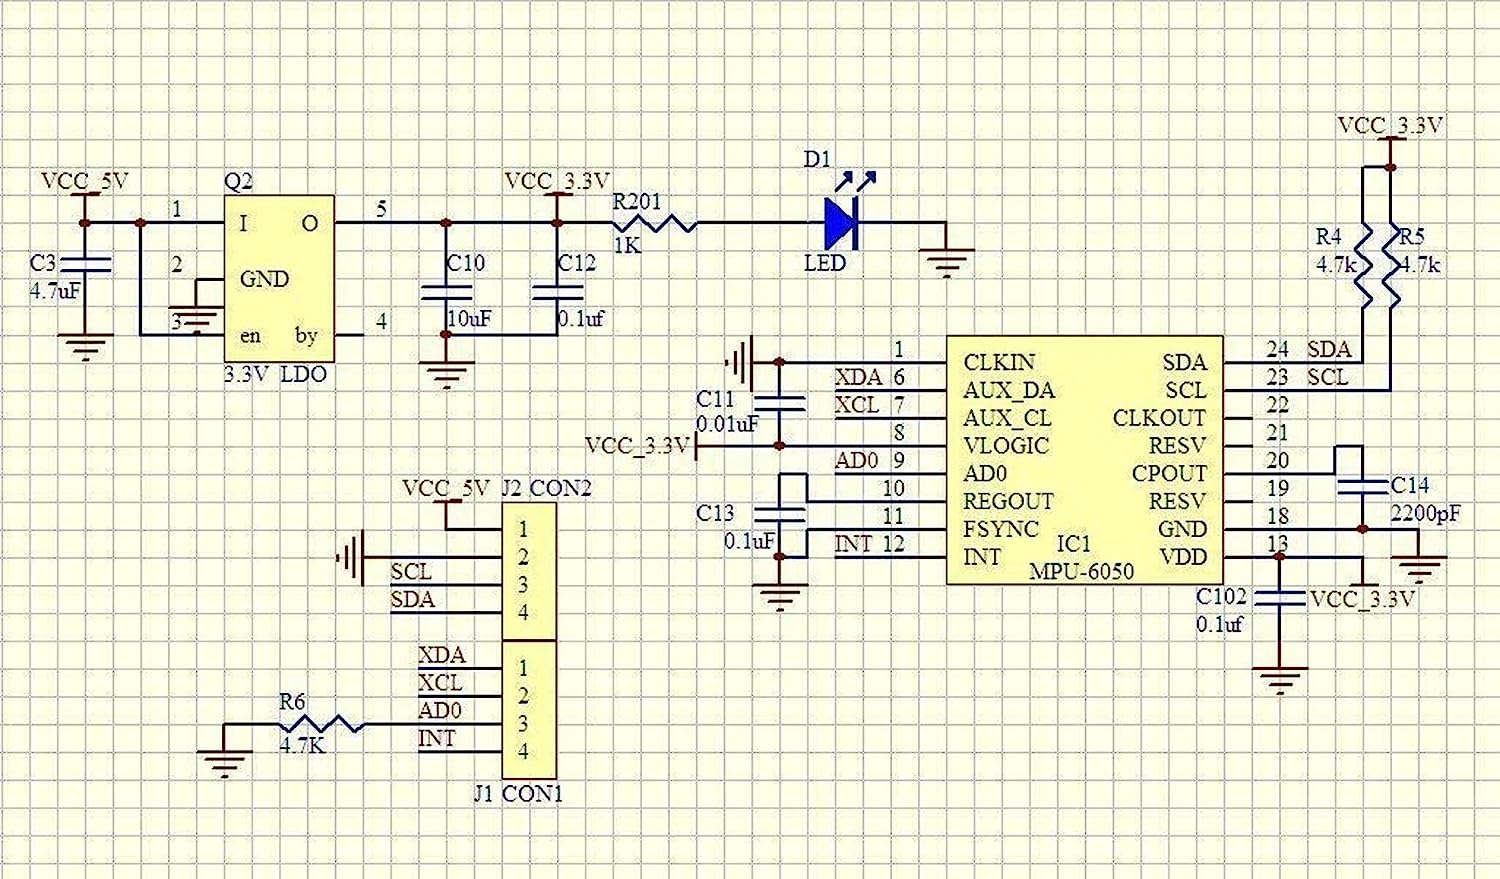 VCC_5V
Q2
1
I
O
5
2
GND
3
en
by
4
3.3V LDO
C3
4.7uF
VCC_3.3V
C10
10uF
C12
0.1uf
R201
1K
D1
LED
VCC_3.3V
R4
4.7k
R5
4.7k
1
CLKIN
SDA
24
SDA
XDA
6
AUX_DA
SCL
23
SCL
XCL
7
AUX_CL
CLKOUT
22
C11
0.01uF
VCC_3.3V
8
VLOGIC
RESV
21
AD0
9
AD0
CPOUT
20
10
REGOUT
RESV
19
C13
0.1uF
11
FSYNC
GND
18
INT
12
INT
VDD
13
IC1
MPU-6050
C14
2200pF
C102
0.1uf
VCC_3.3V
VCC_5V
J2 CON2
1
2
SCL
3
SDA
4
XDA
1
XCL
2
AD0
3
INT
4
R6
4.7K
J1 CON1